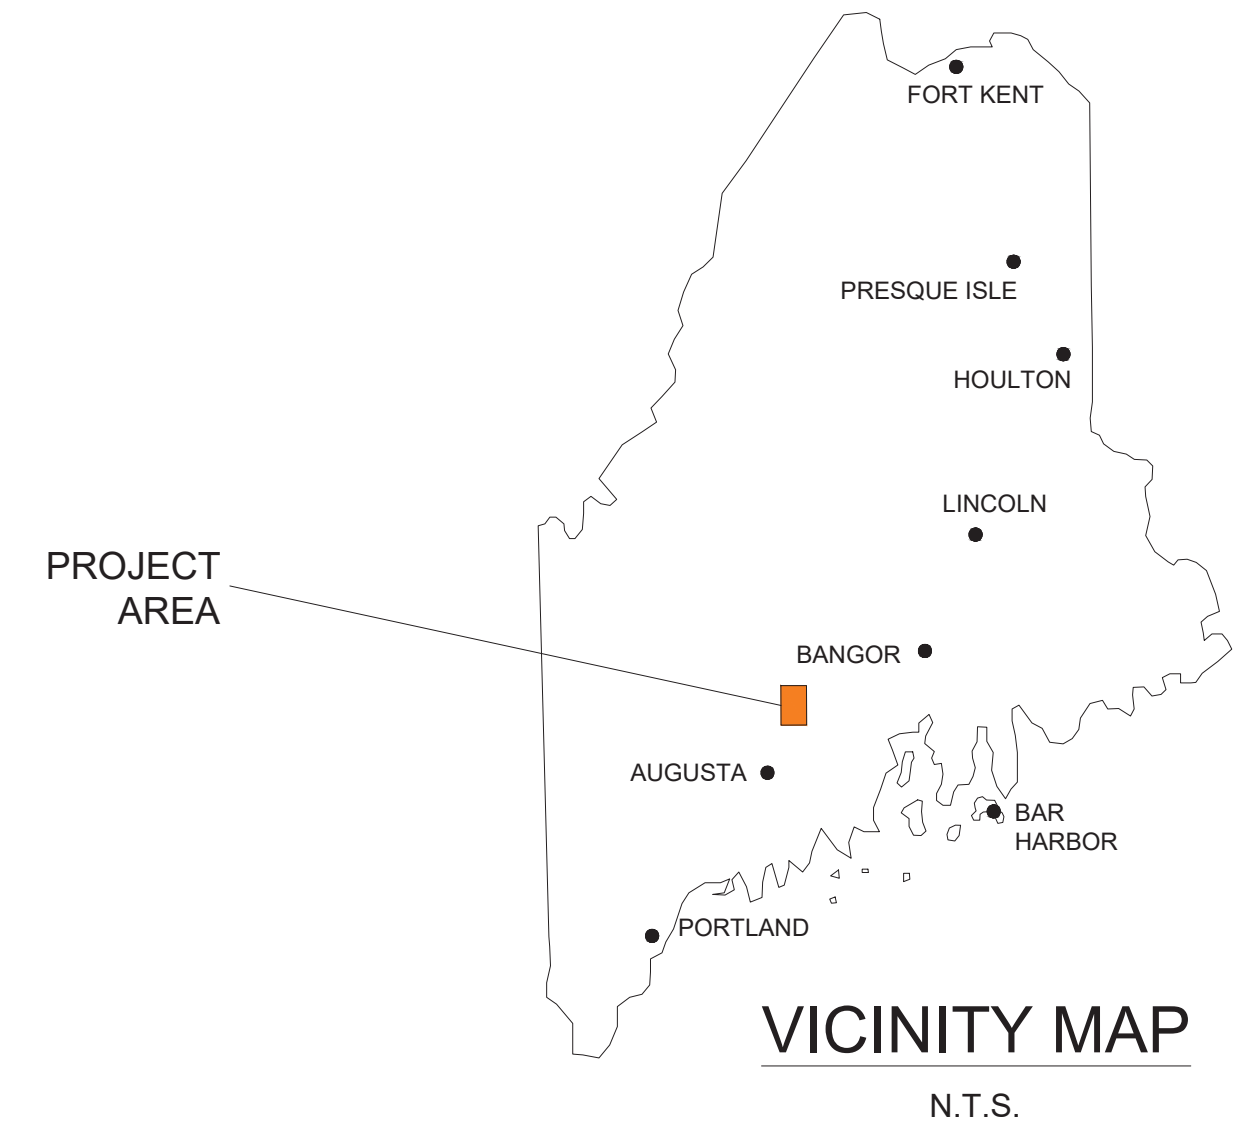 FORT KENT
PRESQUE ISLE
HOULTON
LINCOLN
PROJECT
AREA
BANGOR
AUGUSTA
BAR
HARBOR
PORTLAND
VICINITY MAP
N.T.S.